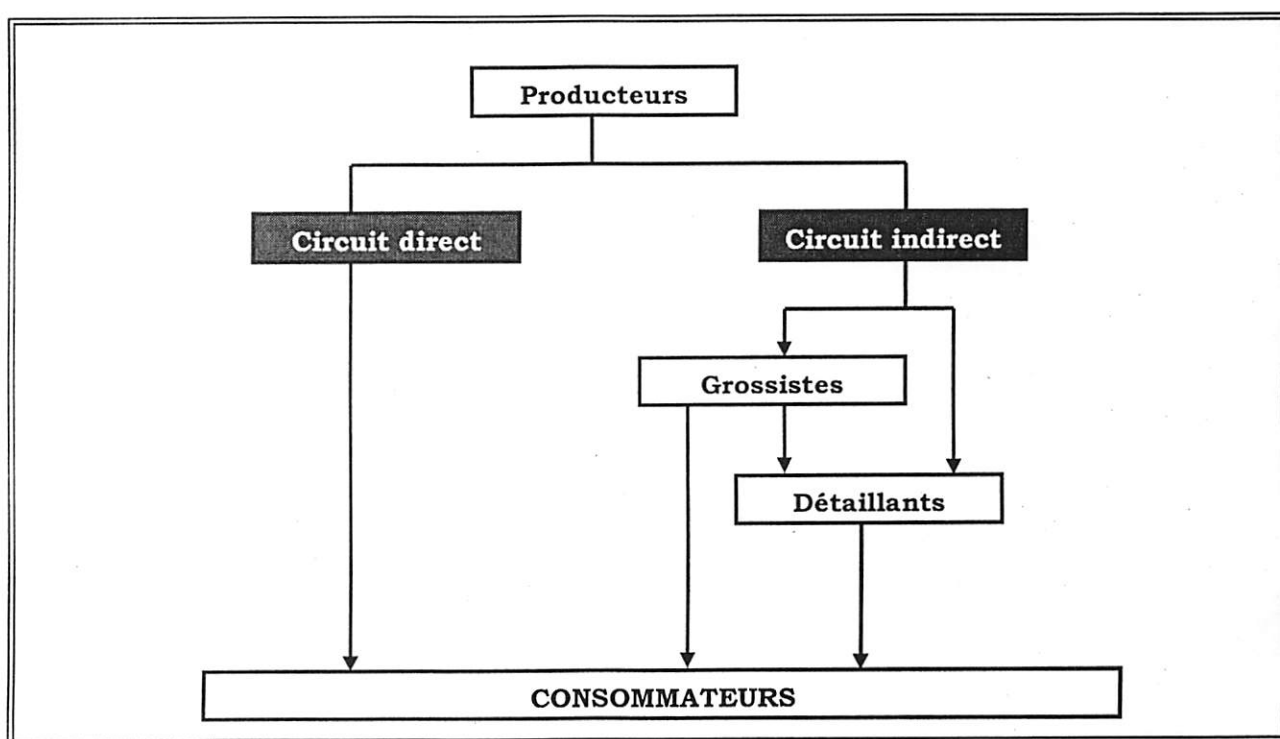 Producteurs
Circuit direct
Circuit indirect
Grossistes
Détaillants
CONSOMMATEURS